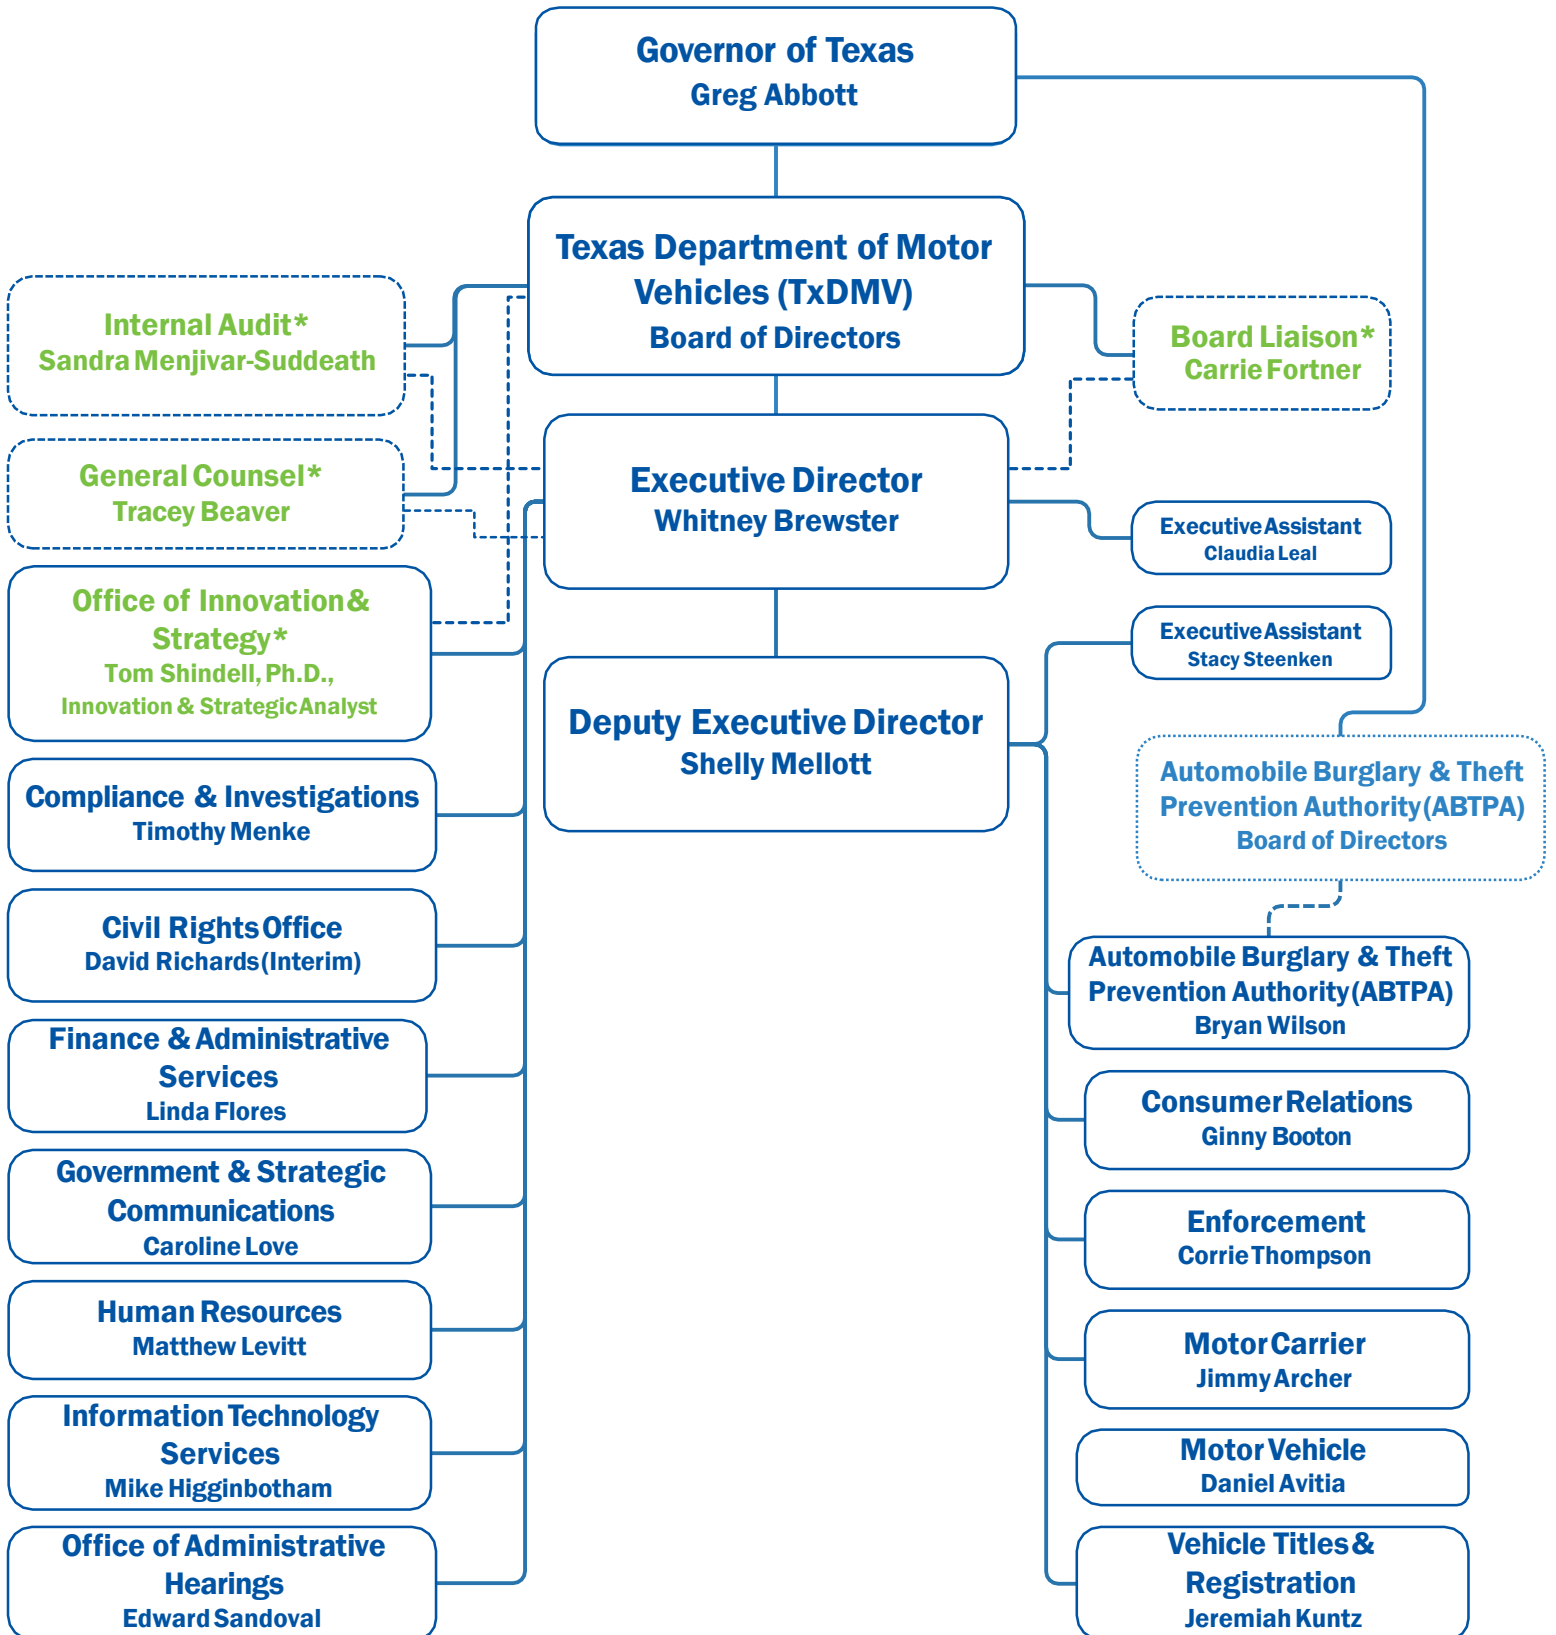 Governor of Texas
Greg Abbott
Texas Department of Motor
Vehicles (TxDMV)
Board of Directors
Internal Audit*
Sandra Menjivar-Suddeath
Board Liaison*
Carrie Fortner
General Counsel*
Tracey Beaver
Executive Director
Whitney Brewster
Executive Assistant
Claudia Leal
Office of Innovation &
Strategy*
Tom Shindell, Ph.D.,
Innovation & Strategic Analyst
Executive Assistant
Stacy Steenken
Deputy Executive Director
Shelly Mellott
Automobile Burglary & Theft
Prevention Authority (ABTPA)
Board of Directors
Compliance & Investigations
Timothy Menke
Civil Rights Office
David Richards (Interim)
Automobile Burglary & Theft
Prevention Authority (ABTPA)
Bryan Wilson
Finance & Administrative
Services
Linda Flores
Consumer Relations
Ginny Booton
Government & Strategic
Communications
Caroline Love
Enforcement
Corrie Thompson
Human Resources
Matthew Levitt
Motor Carrier
Jimmy Archer
Information Technology
Services
Mike Higginbotham
Motor Vehicle
Daniel Avitia
Office of Administrative
Hearings
Edward Sandoval
Vehicle Titles &
Registration
Jeremiah Kuntz